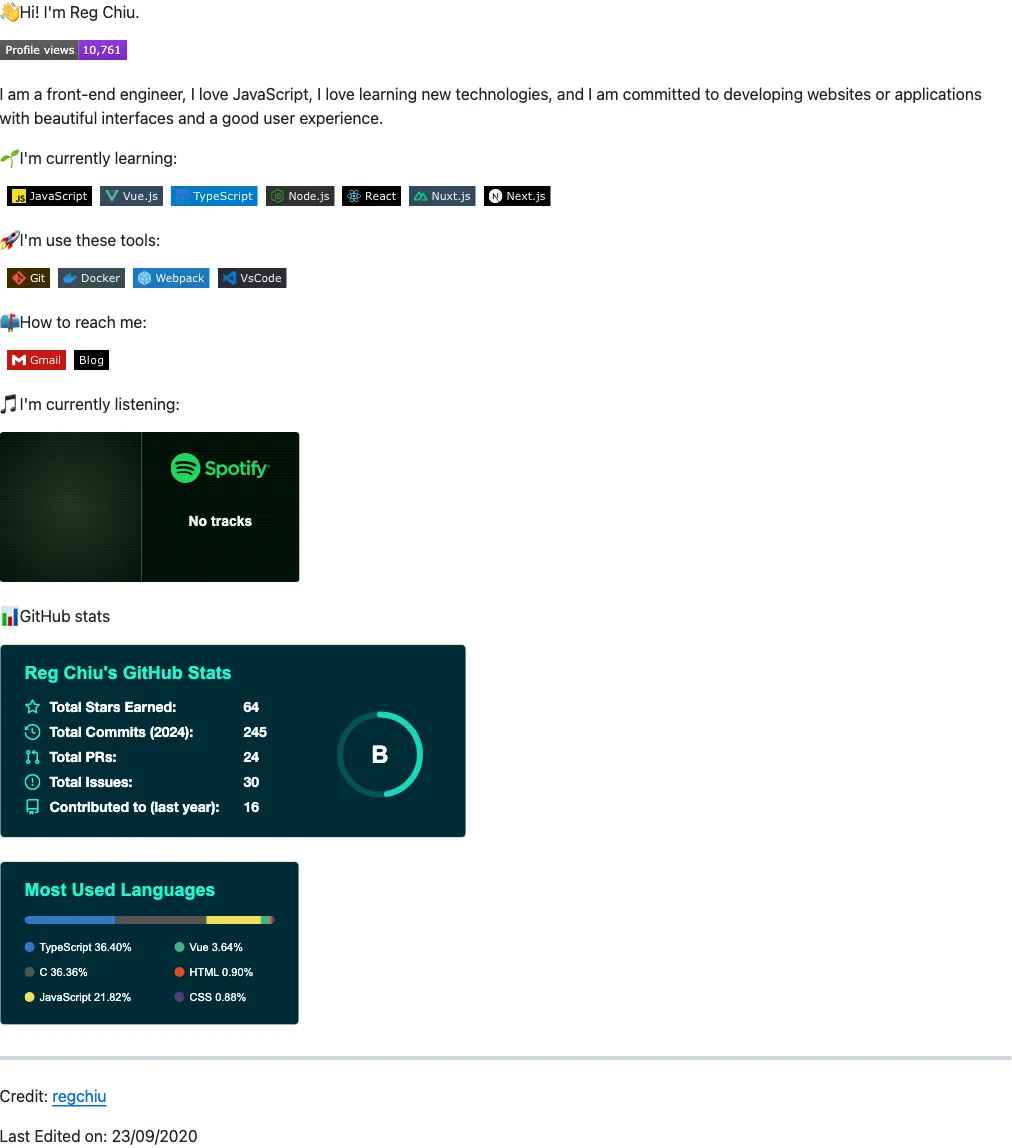 👋Hi! I'm Reg Chiu.
Profile views 10,761
I am a front-end engineer, I love JavaScript, I love learning new technologies, and I am committed to developing websites or applications
with beautiful interfaces and a good user experience.
🌱I'm currently learning:
JS JavaScript Vue.js TypeScript Node.js React Nuxt.js N Next.js
🚀I'm use these tools:
Git Docker Webpack VsCode
📫How to reach me:
Gmail Blog
🎵I'm currently listening:
Spotify
No tracks
📊GitHub stats
Reg Chiu's GitHub Stats
Total Stars Earned: 64
Total Commits (2024): 245
Total PRs: 24
Total Issues: 30
Contributed to (last year): 16
B
Most Used Languages
TypeScript 36.40% Vue 3.64%
C 36.36% HTML 0.90%
JavaScript 21.82% CSS 0.88%
Credit: regchiu
Last Edited on: 23/09/2020